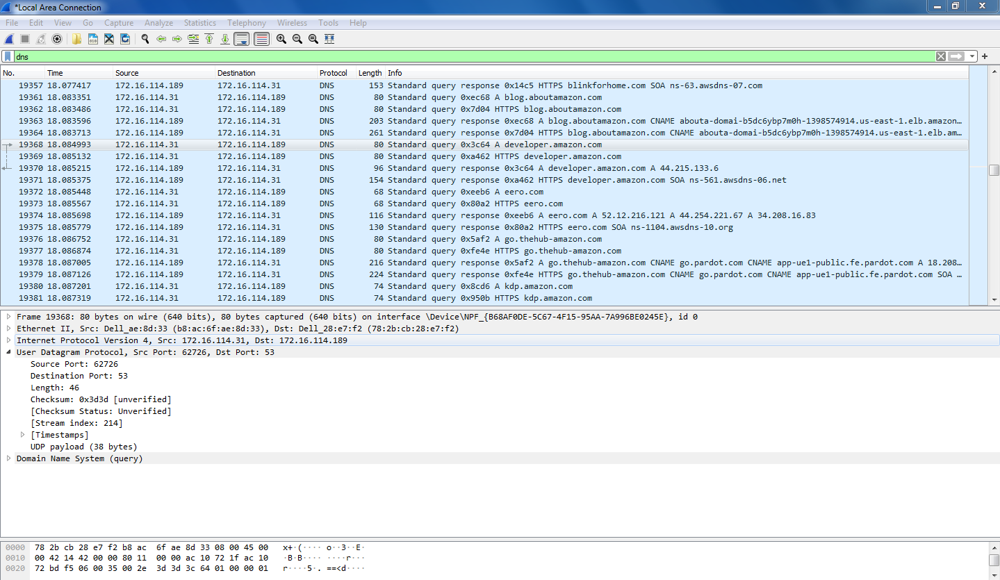 *Local Area Connection
File Edit View Go Capture Analyze Statistics Telephony Wireless Tools Help
dns
No. Time Source Destination Protocol Length Info
19357 18.077417 172.16.114.189 172.16.114.31 DNS 153 Standard query response 0x14c5 HTTPS blinkforhome.com SOA ns-63.awsdns-07.com
19361 18.083351 172.16.114.31 172.16.114.189 DNS 80 Standard query 0xec68 A blog.aboutamazon.com
19362 18.083486 172.16.114.31 172.16.114.189 DNS 80 Standard query 0x7d04 HTTPS blog.aboutamazon.com
19363 18.083596 172.16.114.189 172.16.114.31 DNS 203 Standard query response 0xec68 A blog.aboutamazon.com CNAME abouta-domai-b5dc6ybp7m0h-1398574914.us-east-1.elb.amazon…
19364 18.083713 172.16.114.189 172.16.114.31 DNS 261 Standard query response 0x7d04 HTTPS blog.aboutamazon.com CNAME abouta-domai-b5dc6ybp7m0h-1398574914.us-east-1.elb.am…
19368 18.084993 172.16.114.31 172.16.114.189 DNS 80 Standard query 0x3c64 A developer.amazon.com
19369 18.085132 172.16.114.31 172.16.114.189 DNS 80 Standard query 0xa462 HTTPS developer.amazon.com
19370 18.085215 172.16.114.189 172.16.114.31 DNS 96 Standard query response 0x3c64 A developer.amazon.com A 44.215.133.6
19371 18.085375 172.16.114.189 172.16.114.31 DNS 154 Standard query response 0xa462 HTTPS developer.amazon.com SOA ns-561.awsdns-06.net
19372 18.085448 172.16.114.31 172.16.114.189 DNS 68 Standard query 0xeeb6 A eero.com
19373 18.085567 172.16.114.31 172.16.114.189 DNS 68 Standard query 0x80a2 HTTPS eero.com
19374 18.085698 172.16.114.189 172.16.114.31 DNS 116 Standard query response 0xeeb6 A eero.com A 52.12.216.121 A 44.254.221.67 A 34.208.16.83
19375 18.085779 172.16.114.189 172.16.114.31 DNS 130 Standard query response 0x80a2 HTTPS eero.com SOA ns-1104.awsdns-10.org
19376 18.086752 172.16.114.31 172.16.114.189 DNS 80 Standard query 0x5af2 A go.thehub-amazon.com
19377 18.086874 172.16.114.31 172.16.114.189 DNS 80 Standard query 0xfe4e HTTPS go.thehub-amazon.com
19378 18.087005 172.16.114.189 172.16.114.31 DNS 216 Standard query response 0x5af2 A go.thehub-amazon.com CNAME go.pardot.com CNAME app-ue1-public.fe.pardot.com A 18.208…
19379 18.087126 172.16.114.189 172.16.114.31 DNS 224 Standard query response 0xfe4e HTTPS go.thehub-amazon.com CNAME go.pardot.com CNAME app-ue1-public.fe.pardot.com SOA …
19380 18.087201 172.16.114.31 172.16.114.189 DNS 74 Standard query 0x8cd6 A kdp.amazon.com
19381 18.087319 172.16.114.31 172.16.114.189 DNS 74 Standard query 0x950b HTTPS kdp.amazon.com
Frame 19368: 80 bytes on wire (640 bits), 80 bytes captured (640 bits) on interface \Device\NPF_{B68AF0DE-5C67-4F15-95AA-7A996BE0245E}, id 0
Ethernet II, Src: Dell_ae:8d:33 (b8:ac:6f:ae:8d:33), Dst: Dell_28:e7:f2 (78:2b:cb:28:e7:f2)
Internet Protocol Version 4, Src: 172.16.114.31, Dst: 172.16.114.189
User Datagram Protocol, Src Port: 62726, Dst Port: 53
Source Port: 62726
Destination Port: 53
Length: 46
Checksum: 0x3d3d [unverified]
[Checksum Status: Unverified]
[Stream index: 214]
[Timestamps]
UDP payload (38 bytes)
Domain Name System (query)
0000 78 2b cb 28 e7 f2 b8 ac 6f ae 8d 33 08 00 45 00 x+·(···· o··3··E·
0010 00 42 14 42 00 00 80 11 00 00 ac 10 72 1f ac 10 ·B·B···· ····r···
0020 72 bd f5 06 00 35 00 2e 3d 3d 3c 64 01 00 00 01 r····5·. ==<d····